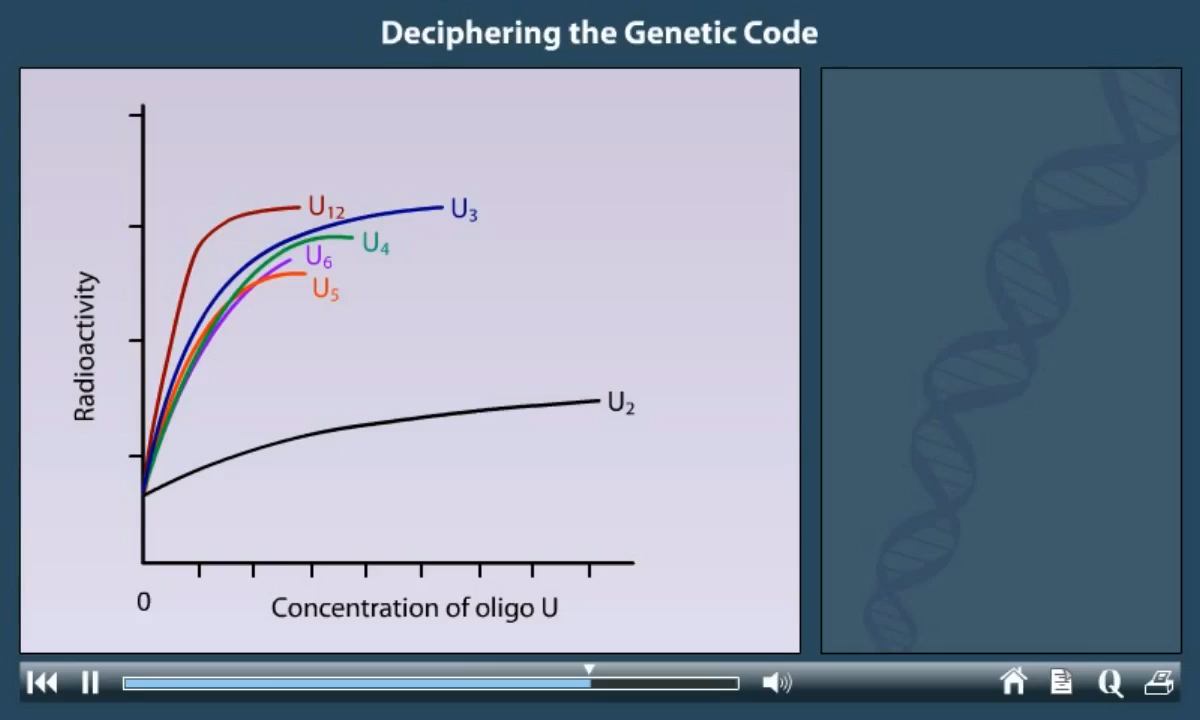 Deciphering the Genetic Code
U12
U3
U4
U6
U5
Radioactivity
U2
0
Concentration of oligo U
Q